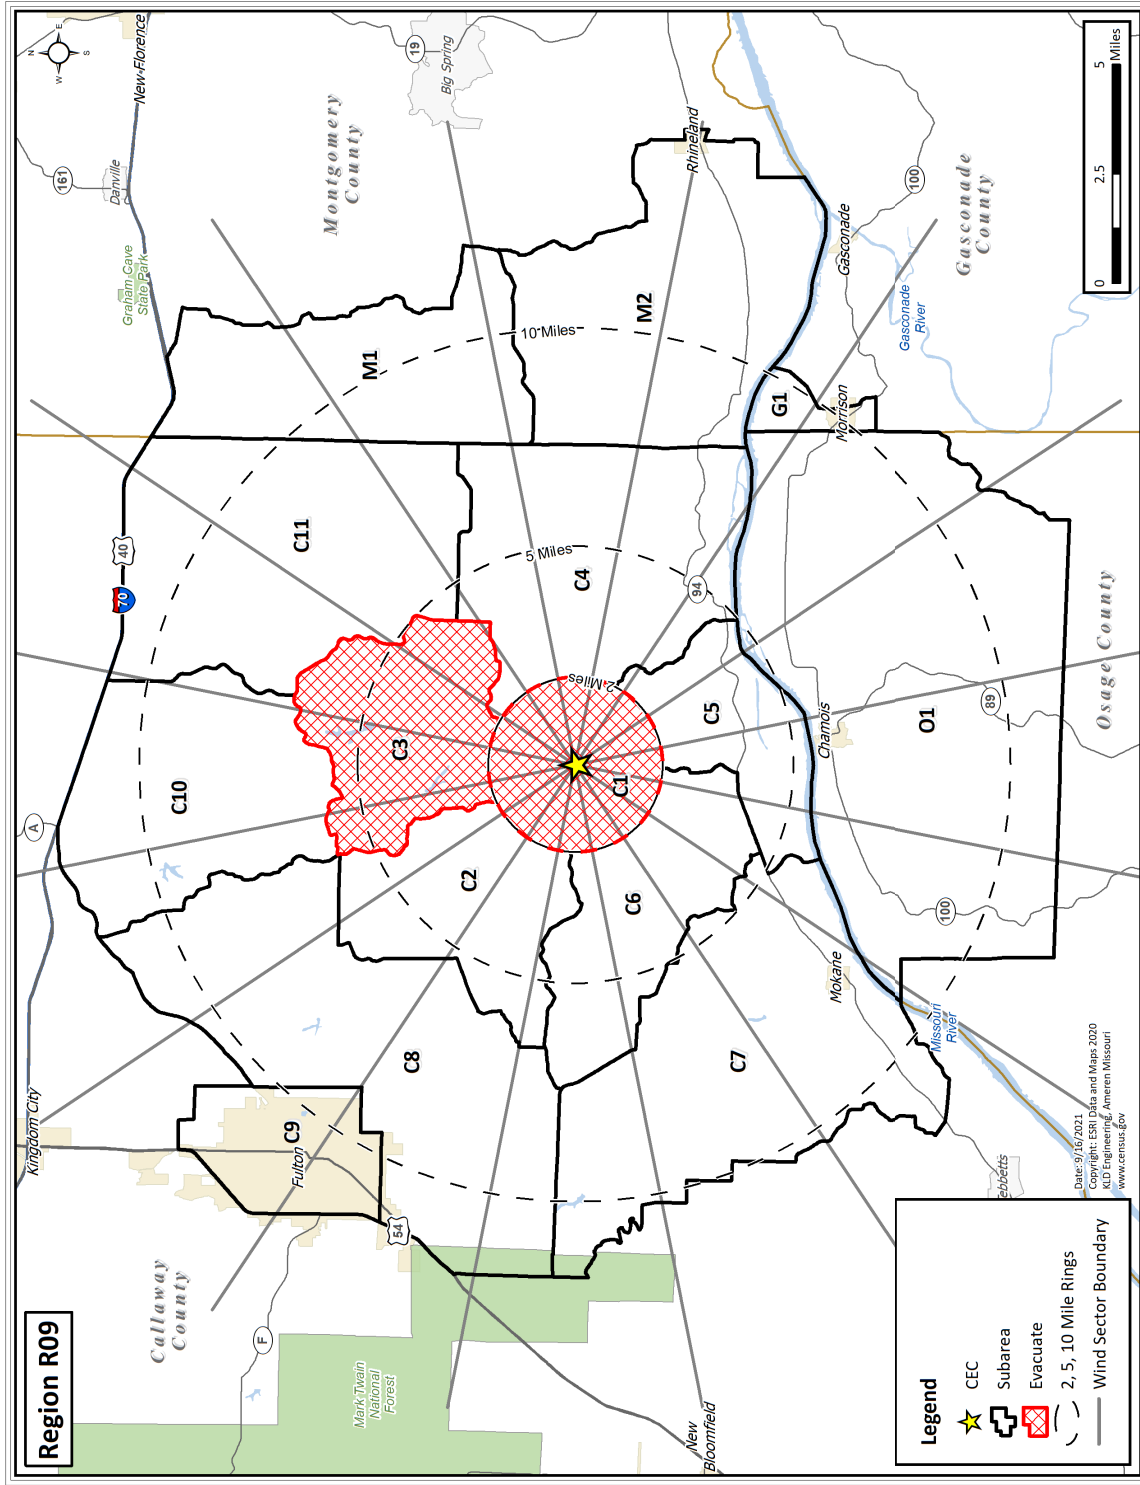 Region R09
Callaway
County
Montgomery
County
Gasconade
County
Osage County
N
E
S
W
Kingdom City
New Florence
Danville
161
19
Big Spring
Graham Cave
State Park
A
40
70
F
54
Fulton
Mark Twain
National
Forest
New
Bloomfield
Rhineland
Gasconade
Gasconade
River
100
Morrison
94
Chamois
89
100
Mokane
Missouri
River
Tebbetts
C1
C2
C3
C4
C5
C6
C7
C8
C9
C10
C11
M1
M2
G1
O1
2 Miles
5 Miles
10 Miles
Legend
CEC
Subarea
Evacuate
2, 5, 10 Mile Rings
Wind Sector Boundary
Date: 9/16/2021
Copyright: ESRI Data and Maps 2020
KLD Engineering, Ameren Missouri
www.census.gov
0 2.5 5
Miles